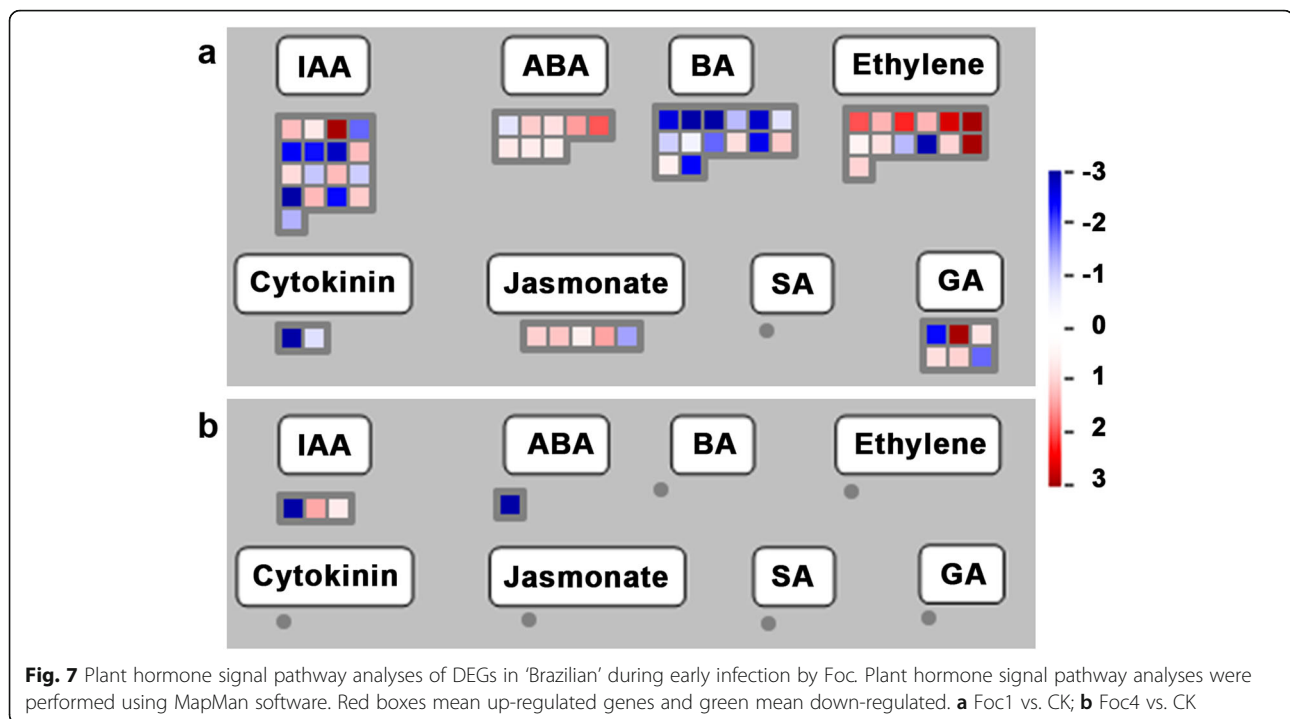 a
IAA ABA BA Ethylene
Cytokinin Jasmonate SA GA
-3
-2
-1
0
1
2
3
b
IAA ABA BA Ethylene
Cytokinin Jasmonate SA GA
Fig. 7 Plant hormone signal pathway analyses of DEGs in ‘Brazilian’ during early infection by Foc. Plant hormone signal pathway analyses were
performed using MapMan software. Red boxes mean up-regulated genes and green mean down-regulated. a Foc1 vs. CK; b Foc4 vs. CK